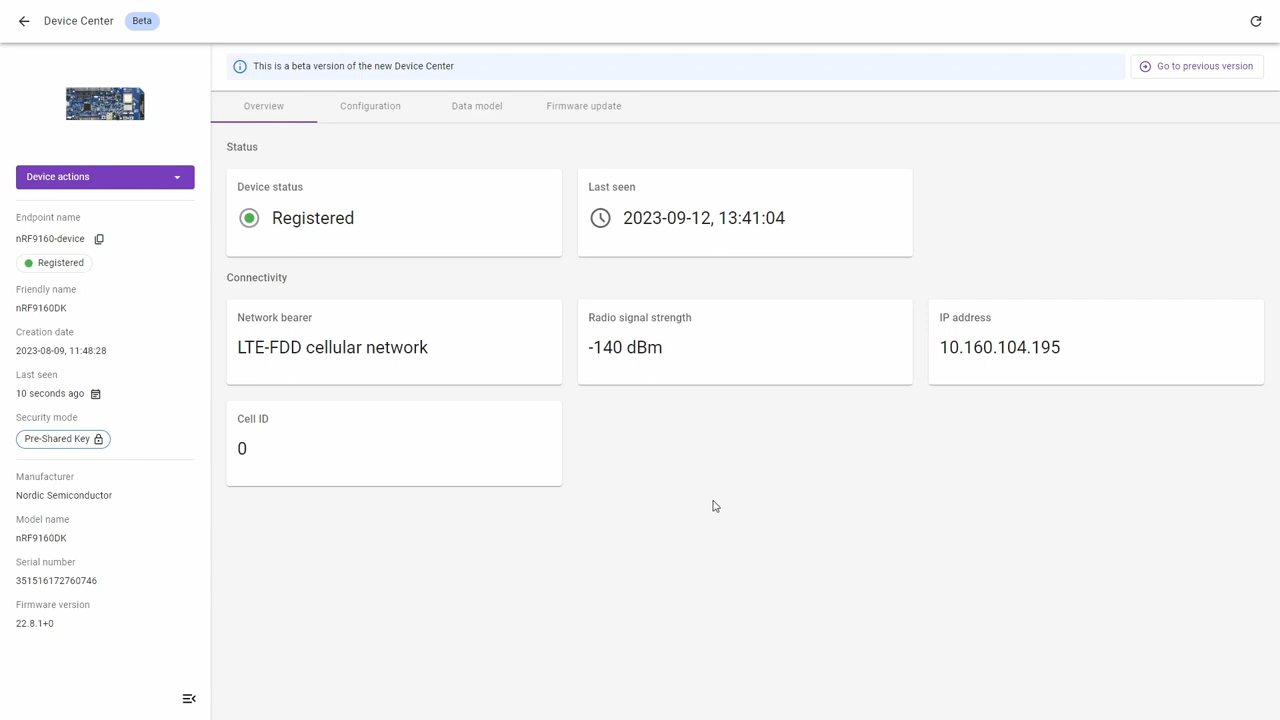 Device Center Beta
This is a beta version of the new Device Center
Go to previous version
Device actions
Endpoint name
nRF9160-device
Registered
Friendly name
nRF9160DK
Creation date
2023-08-09, 11:48:28
Last seen
10 seconds ago
Security mode
Pre-Shared Key
Manufacturer
Nordic Semiconductor
Model name
nRF9160DK
Serial number
351516172760746
Firmware version
22.8.1+0
Overview Configuration Data model Firmware update
Status
Device status
Registered
Last seen
2023-09-12, 13:41:04
Connectivity
Network bearer
LTE-FDD cellular network
Radio signal strength
-140 dBm
IP address
10.160.104.195
Cell ID
0